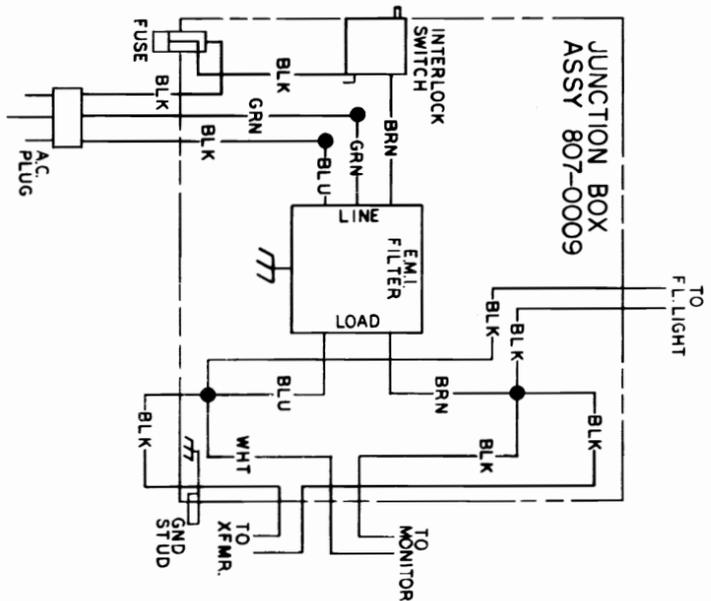 JUNCTION BOX
ASSY 807-0009
INTERLOCK
SWITCH
FUSE
BLK
BLK
GRN
BLK
A.C.
PLUG
BRN
GRN
BLU
LINE
E.M.I.
FILTER
LOAD
TO
F.L. LIGHT
BLK
BLK
BLU
BRN
BLK
BLK
WHT
BLK
GND
STUD
TO
XFMR.
TO
MONITOR